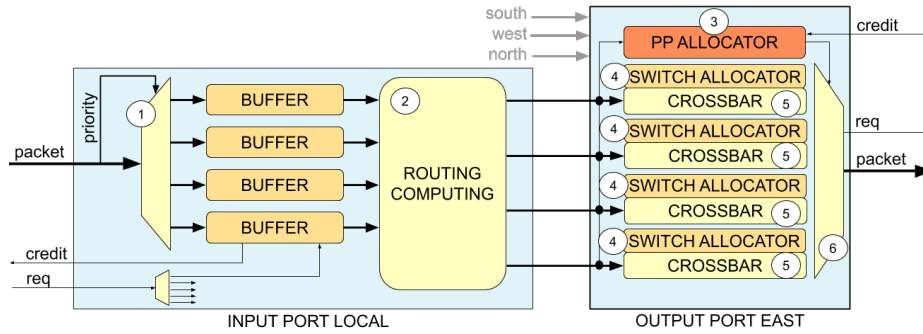 south
west
north
3
PP ALLOCATOR
credit
priority
packet
1
BUFFER
BUFFER
BUFFER
BUFFER
2
ROUTING
COMPUTING
4
SWITCH ALLOCATOR
CROSSBAR
5
4
SWITCH ALLOCATOR
CROSSBAR
5
4
SWITCH ALLOCATOR
CROSSBAR
5
4
SWITCH ALLOCATOR
CROSSBAR
5
6
req
packet
credit
req
INPUT PORT LOCAL
OUTPUT PORT EAST